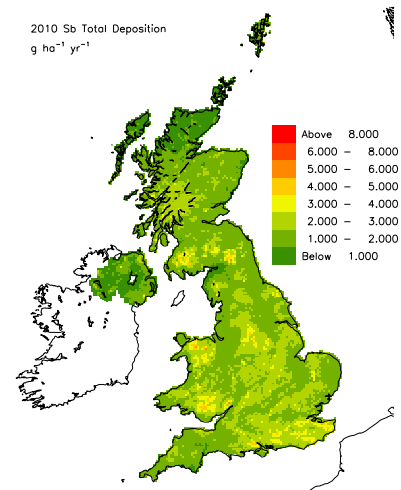 2010 Sb Total Deposition
g ha⁻¹ yr⁻¹
Above 8.000
6.000 – 8.000
5.000 – 6.000
4.000 – 5.000
3.000 – 4.000
2.000 – 3.000
1.000 – 2.000
Below 1.000